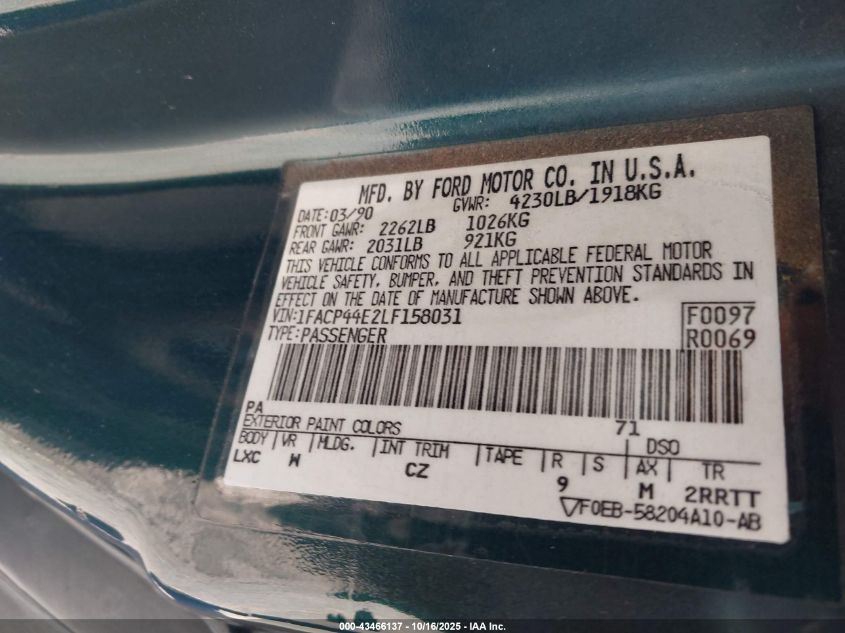 MFD. BY FORD MOTOR CO. IN U.S.A.
DATE: 03/90 GVWR: 4230LB/1918KG
FRONT GAWR: 2262LB 1026KG
REAR GAWR: 2031LB 921KG
THIS VEHICLE CONFORMS TO ALL APPLICABLE FEDERAL MOTOR
VEHICLE SAFETY, BUMPER, AND THEFT PREVENTION STANDARDS IN
EFFECT ON THE DATE OF MANUFACTURE SHOWN ABOVE.
VIN:1FACP44E2LF158031 F0097
TYPE:PASSENGER R0069
PA
EXTERIOR PAINT COLORS 71 DSO
BODY VR MLDG. INT TRIM TAPE R S AX TR
LXC W CZ 9 M 2RRTT
F0EB-58204A10-AB
000-43466137 - 10/16/2025 - IAA Inc.